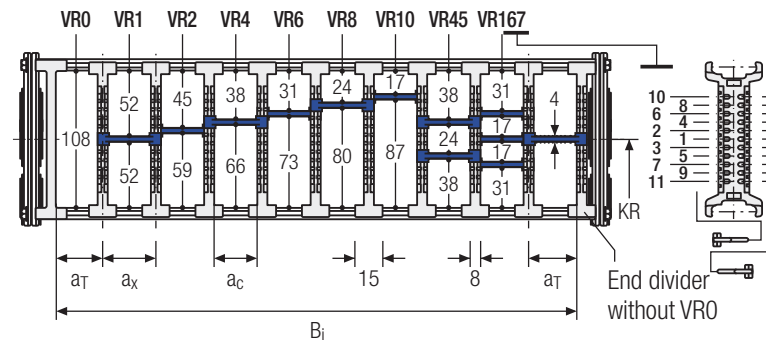 VR0 VR1 VR2 VR4 VR6 VR8 VR10 VR45 VR167
108 52 45 38 31 24 17 38 31 4
17
24 17
52 59 66 73 80 87 38 31
10
8
6
4
2
1
3
5
7
9
11
KR
aT ax ac 15 8 aT
End divider
without VR0
Bi